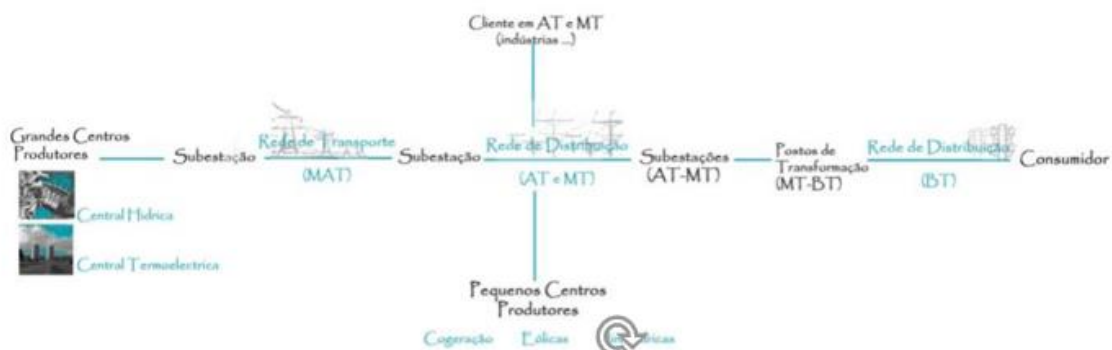 Cliente em AT e MT
(indústrias ...)
Grandes Centros
Produtores
Subestação
Rede de Transporte
(MAT)
Subestação
Rede de Distribuição
(AT e MT)
Subestações
(AT-MT)
Postos de
Transformação
(MT-BT)
Rede de Distribuição
(BT)
Consumidor
Central Hídrica
Central Termoelectrica
Pequenos Centros
Produtores
Cogeração Eólicas